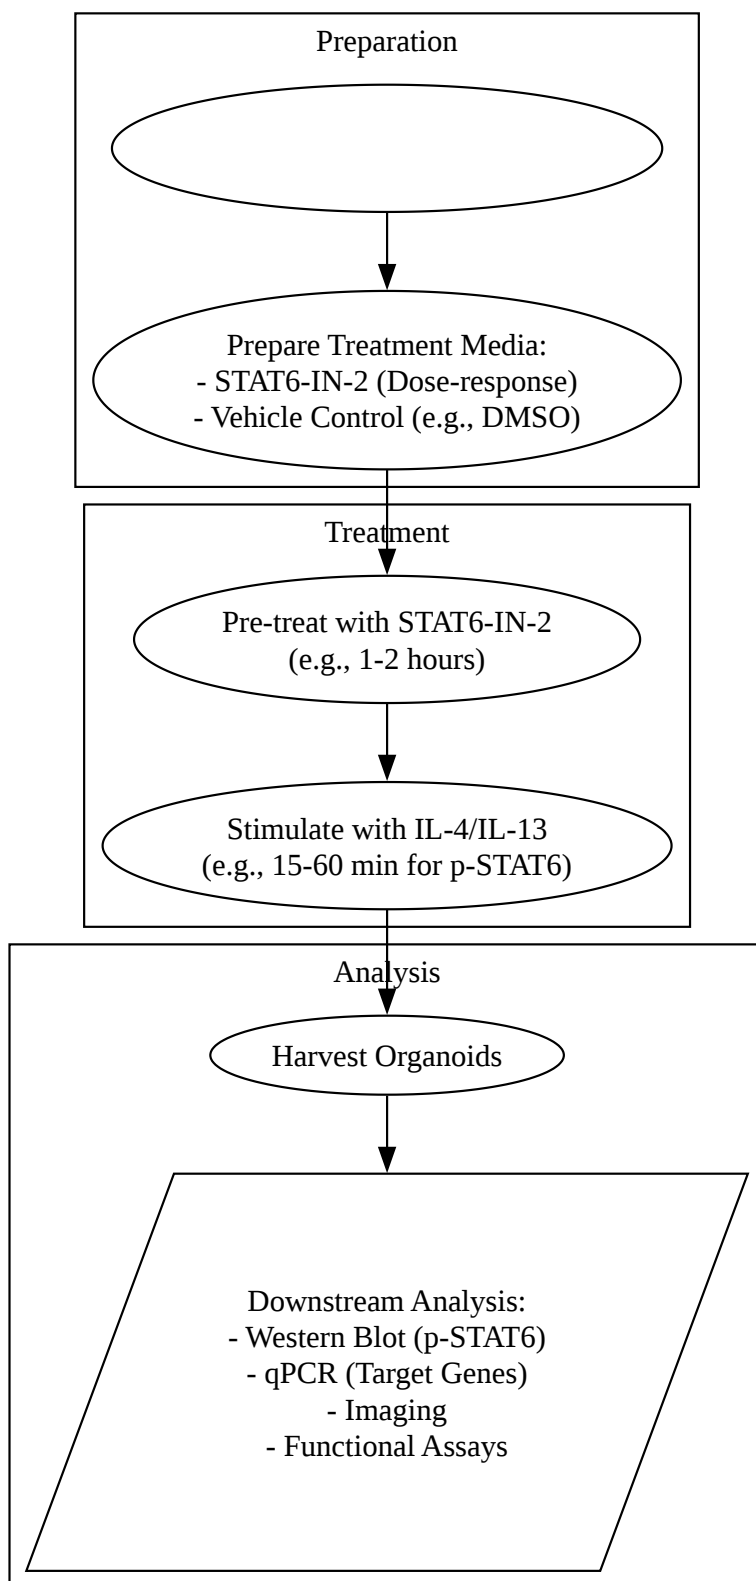 Preparation
Prepare Treatment Media:
- STAT6-IN-2 (Dose-response)
- Vehicle Control (e.g., DMSO)
Treatment
Pre-treat with STAT6-IN-2
(e.g., 1-2 hours)
Stimulate with IL-4/IL-13
(e.g., 15-60 min for p-STAT6)
Analysis
Harvest Organoids
Downstream Analysis:
- Western Blot (p-STAT6)
- qPCR (Target Genes)
- Imaging
- Functional Assays